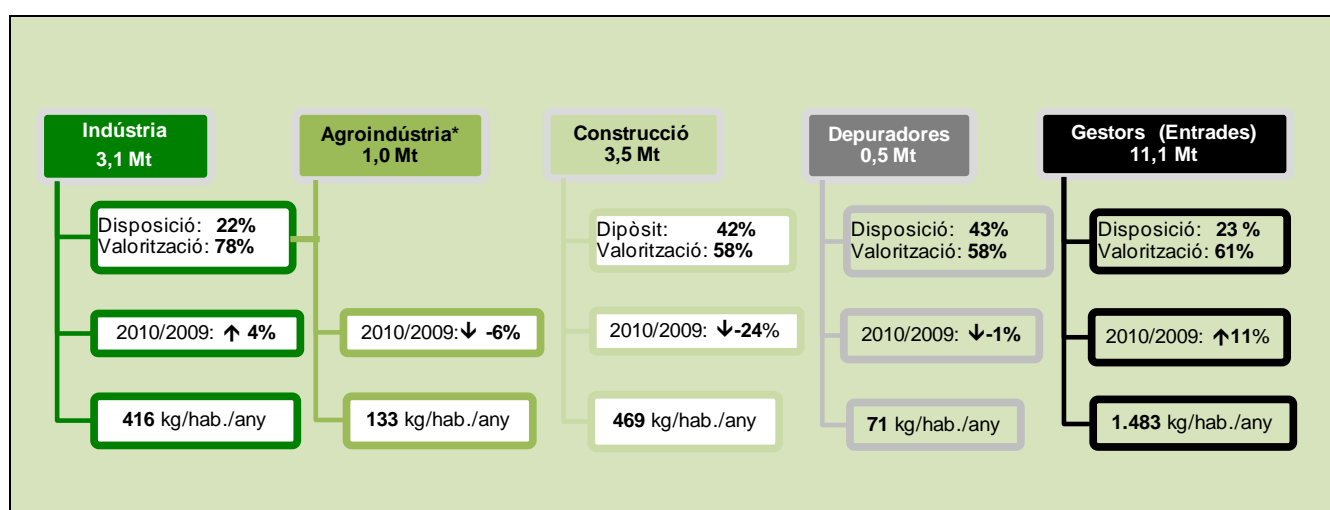 Indústria
3,1 Mt
Disposició: 22%
Valorització: 78%
2010/2009: ↑ 4%
416 kg/hab./any
Agroindústria*
1,0 Mt
2010/2009:↓ -6%
133 kg/hab./any
Construcció
3,5 Mt
Dipòsit: 42%
Valorització: 58%
2010/2009: ↓-24%
469 kg/hab./any
Depuradores
0,5 Mt
Disposició: 43%
Valorització: 58%
2010/2009: ↓-1%
71 kg/hab./any
Gestors (Entrades)
11,1 Mt
Disposició: 23 %
Valorització: 61%
2010/2009: ↑11%
1.483 kg/hab./any